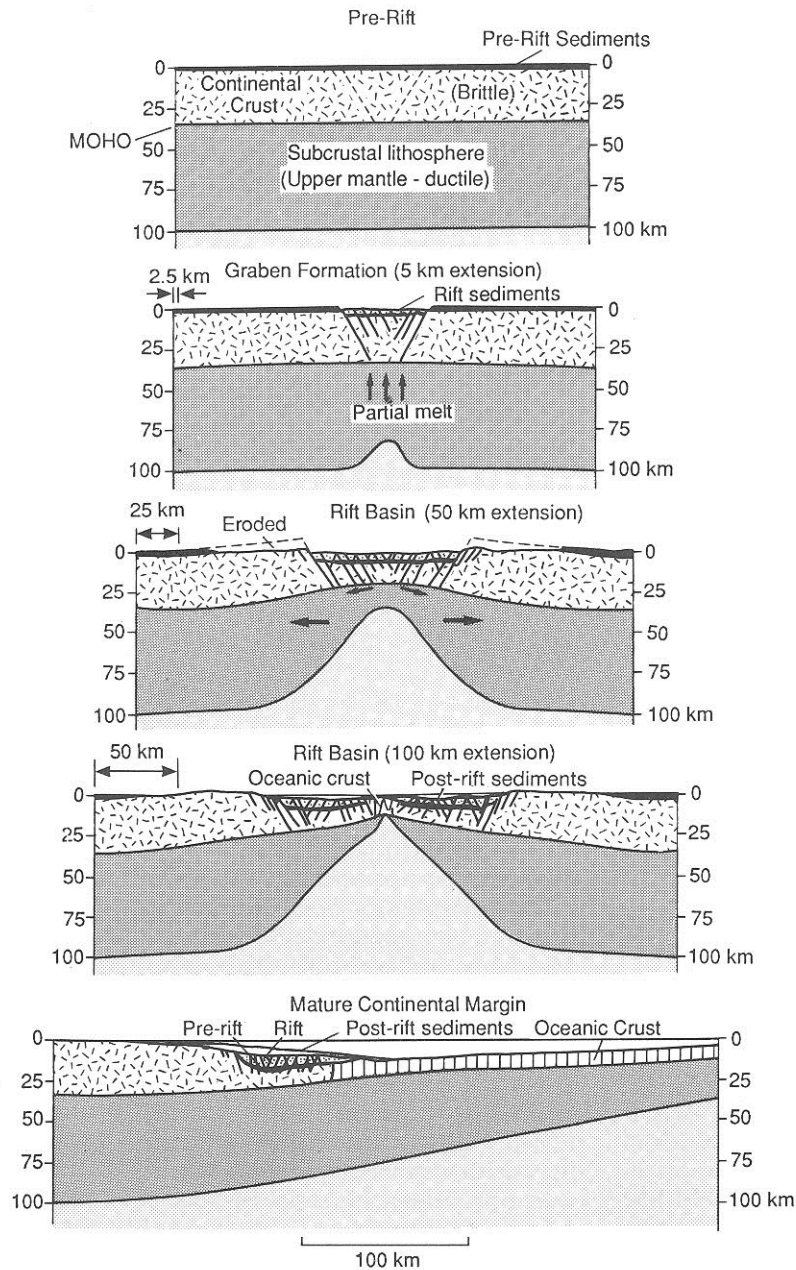 Pre-Rift
Pre-Rift Sediments
0 0
Continental
Crust
(Brittle)
25 25
MOHO
50 50
Subcrustal lithosphere
(Upper mantle - ductile)
75 75
100 100 km
2.5 km
Graben Formation (5 km extension)
Rift sediments
0 0
25 25
50 50
Partial melt
75 75
100 100 km
25 km
Rift Basin (50 km extension)
Eroded
0 0
25 25
50 50
75 75
100 100 km
50 km
Rift Basin (100 km extension)
Oceanic crust
Post-rift sediments
0 0
25 25
50 50
75 75
100 100 km
Mature Continental Margin
Pre-rift Rift Post-rift sediments Oceanic Crust
0 0
25 25
50 50
75 75
100 100 km
100 km